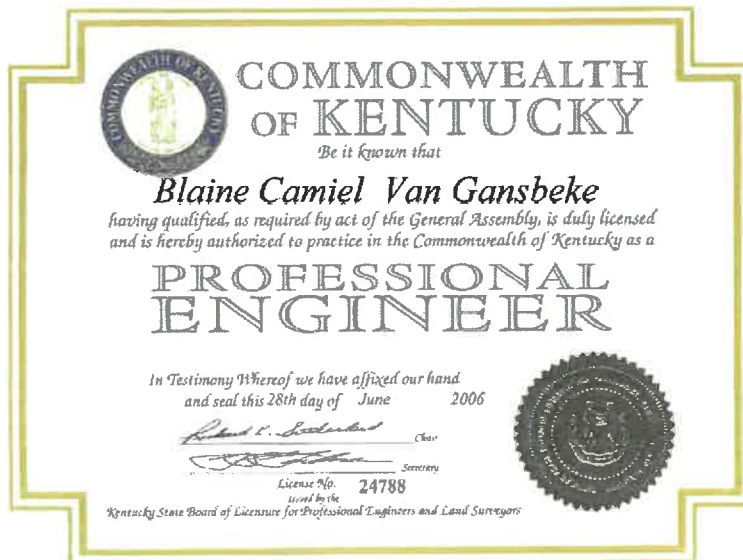 COMMONWEALTH OF KENTUCKY
COMMONWEALTH
OF KENTUCKY
Be it known that
Blaine Camiel Van Gansbeke
having qualified, as required by act of the General Assembly, is duly licensed
and is hereby authorized to practice in the Commonwealth of Kentucky as a
PROFESSIONAL
ENGINEER
In Testimony Whereof we have affixed our hand
and seal this 28th day of June 2006
Chair
Secretary
License No. 24788
issued by the
Kentucky State Board of Licensure for Professional Engineers and Land Surveyors